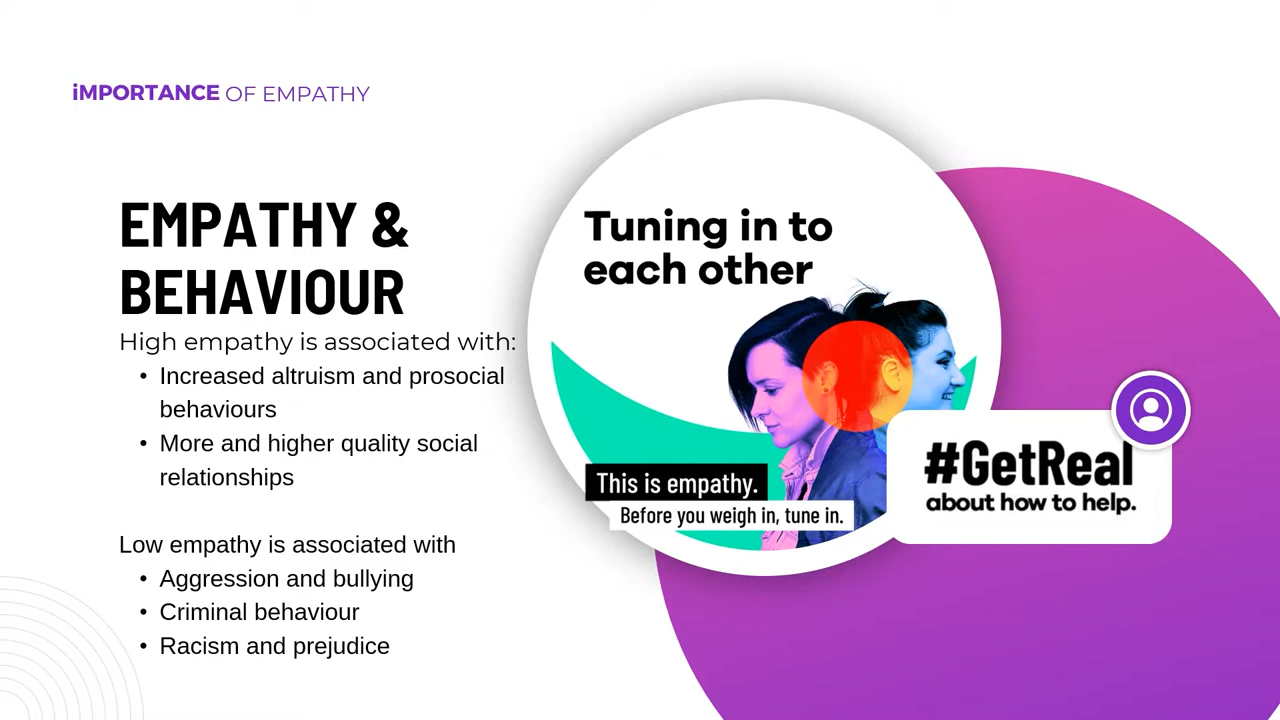 iMPORTANCE OF EMPATHY
EMPATHY &
BEHAVIOUR
High empathy is associated with:
• Increased altruism and prosocial
behaviours
• More and higher quality social
relationships
Low empathy is associated with
• Aggression and bullying
• Criminal behaviour
• Racism and prejudice
Tuning in to
each other
This is empathy.
Before you weigh in, tune in.
#GetReal
about how to help.